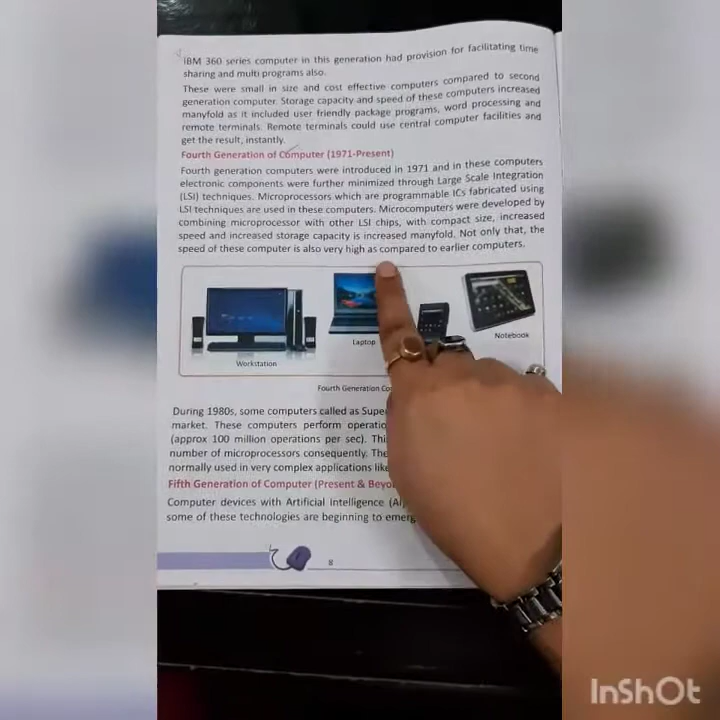 IBM 360 series computer in this generation had provision for facilitating time
sharing and multi programs also.
These were small in size and cost effective computers compared to second
generation computer. Storage capacity and speed of these computers increased
manyfold as it included user friendly package programs, word processing and
remote terminals. Remote terminals could use central computer facilities and
get the result, instantly.
Fourth Generation of Computer (1971-Present)
Fourth generation computers were introduced in 1971 and in these computers
electronic components were further minimized through Large Scale Integration
(LSI) techniques. Microprocessors which are programmable ICs fabricated using
LSI techniques are used in these computers. Microcomputers were developed by
combining microprocessor with other LSI chips, with compact size, increased
speed and increased storage capacity is increased manyfold. Not only that, the
speed of these computer is also very high as compared to earlier computers.
Workstation
Laptop
Notebook
Fourth Generation Co
During 1980s, some computers called as Supe
market. These computers perform operatio
(approx 100 million operations per sec). Thi
number of microprocessors consequently. The
normally used in very complex applications like
Fifth Generation of Computer (Present & Beyo
Computer devices with Artificial Intelligence (AI)
some of these technologies are beginning to emerg
8
InShOt